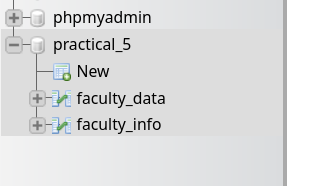 phpmyadmin
practical_5
New
faculty_data
faculty_info